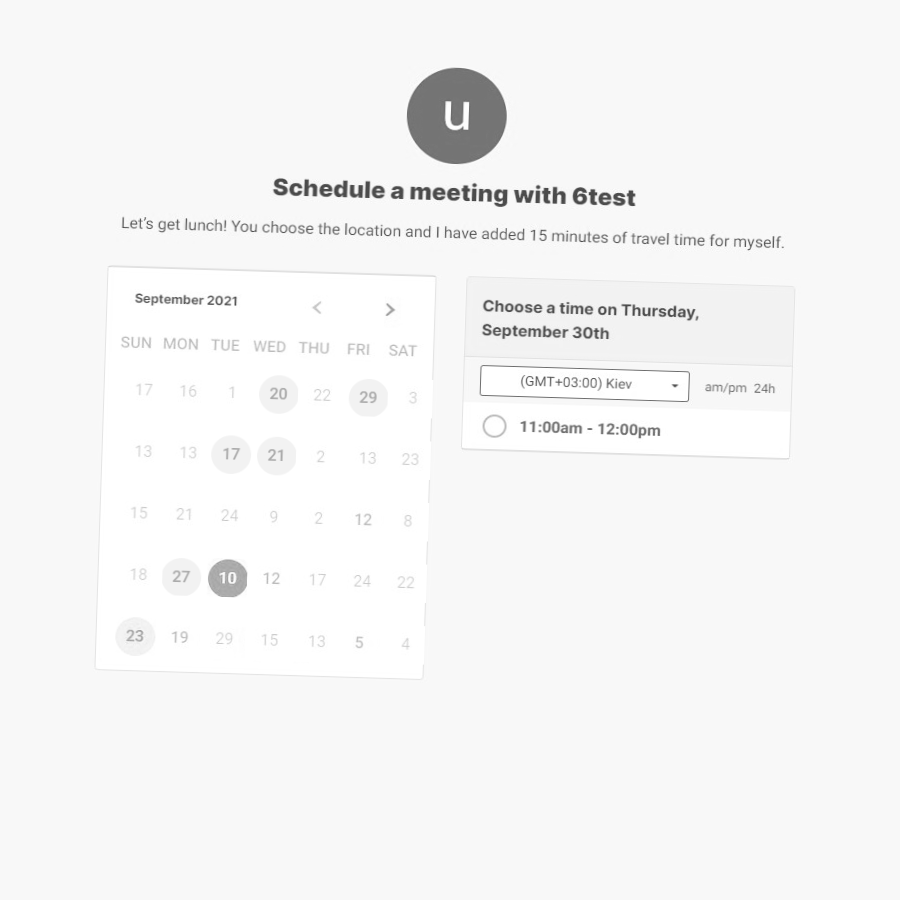 u
Schedule a meeting with 6test
Let's get lunch! You choose the location and I have added 15 minutes of travel time for myself.
September 2021
SUN MON TUE WED THU FRI SAT
17 16 1 20 22 29 3
13 13 17 21 2 13 23
15 21 24 9 2 12 8
18 27 10 12 17 24 22
23 19 29 15 13 5 4
Choose a time on Thursday,
September 30th
(GMT+03:00) Kiev
am/pm 24h
11:00am - 12:00pm